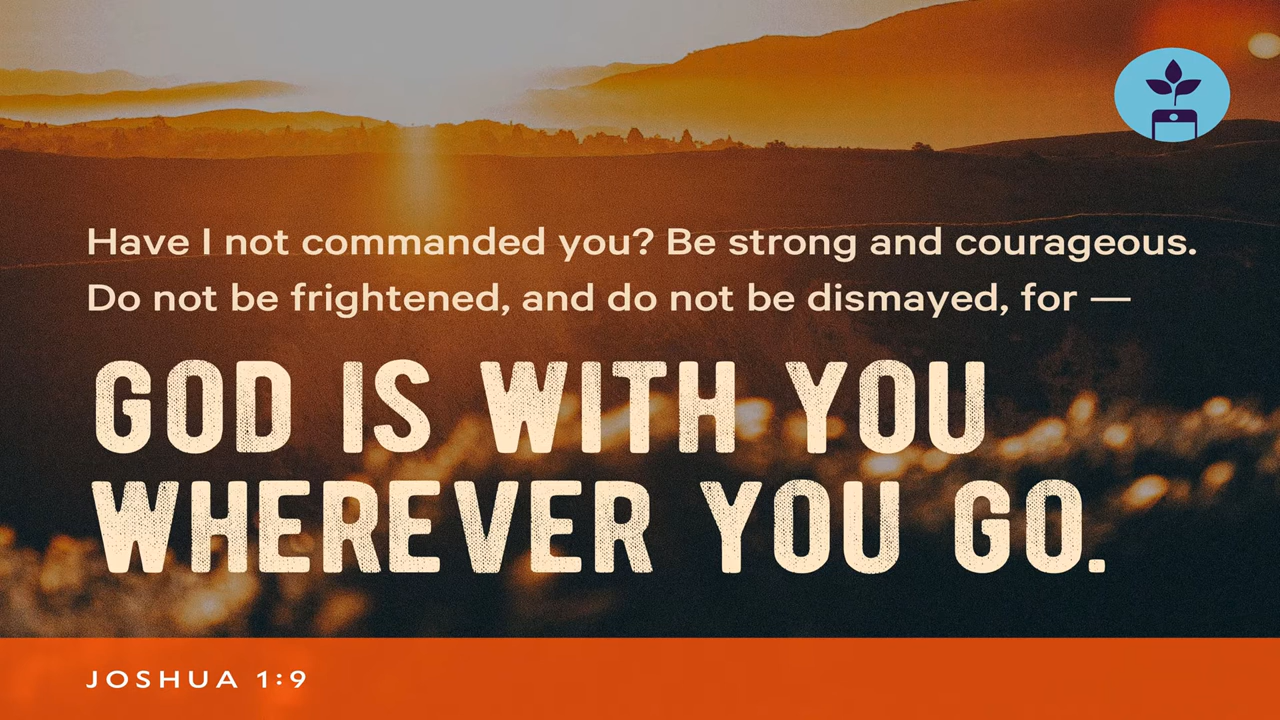 Have I not commanded you? Be strong and courageous.
Do not be frightened, and do not be dismayed, for —
GOD IS WITH YOU
WHEREVER YOU GO.
JOSHUA 1:9